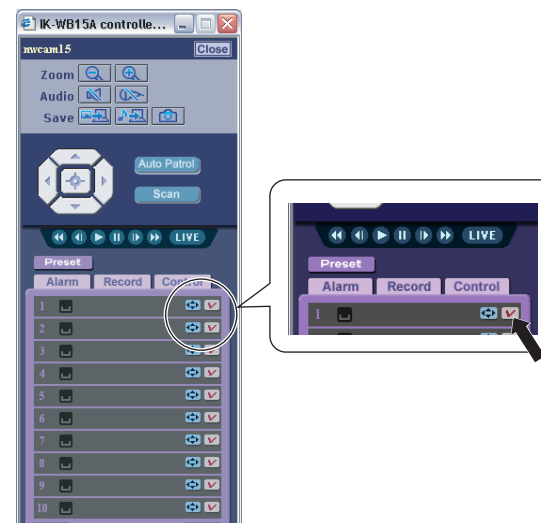 IK-WB15A controlle...
nwcam15 Close
Zoom
Audio
Save
Auto Patrol
Scan
LIVE
Preset
Alarm Record Control
1
2
3
4
5
6
7
8
9
10
LIVE
Preset
Alarm Record Control
1